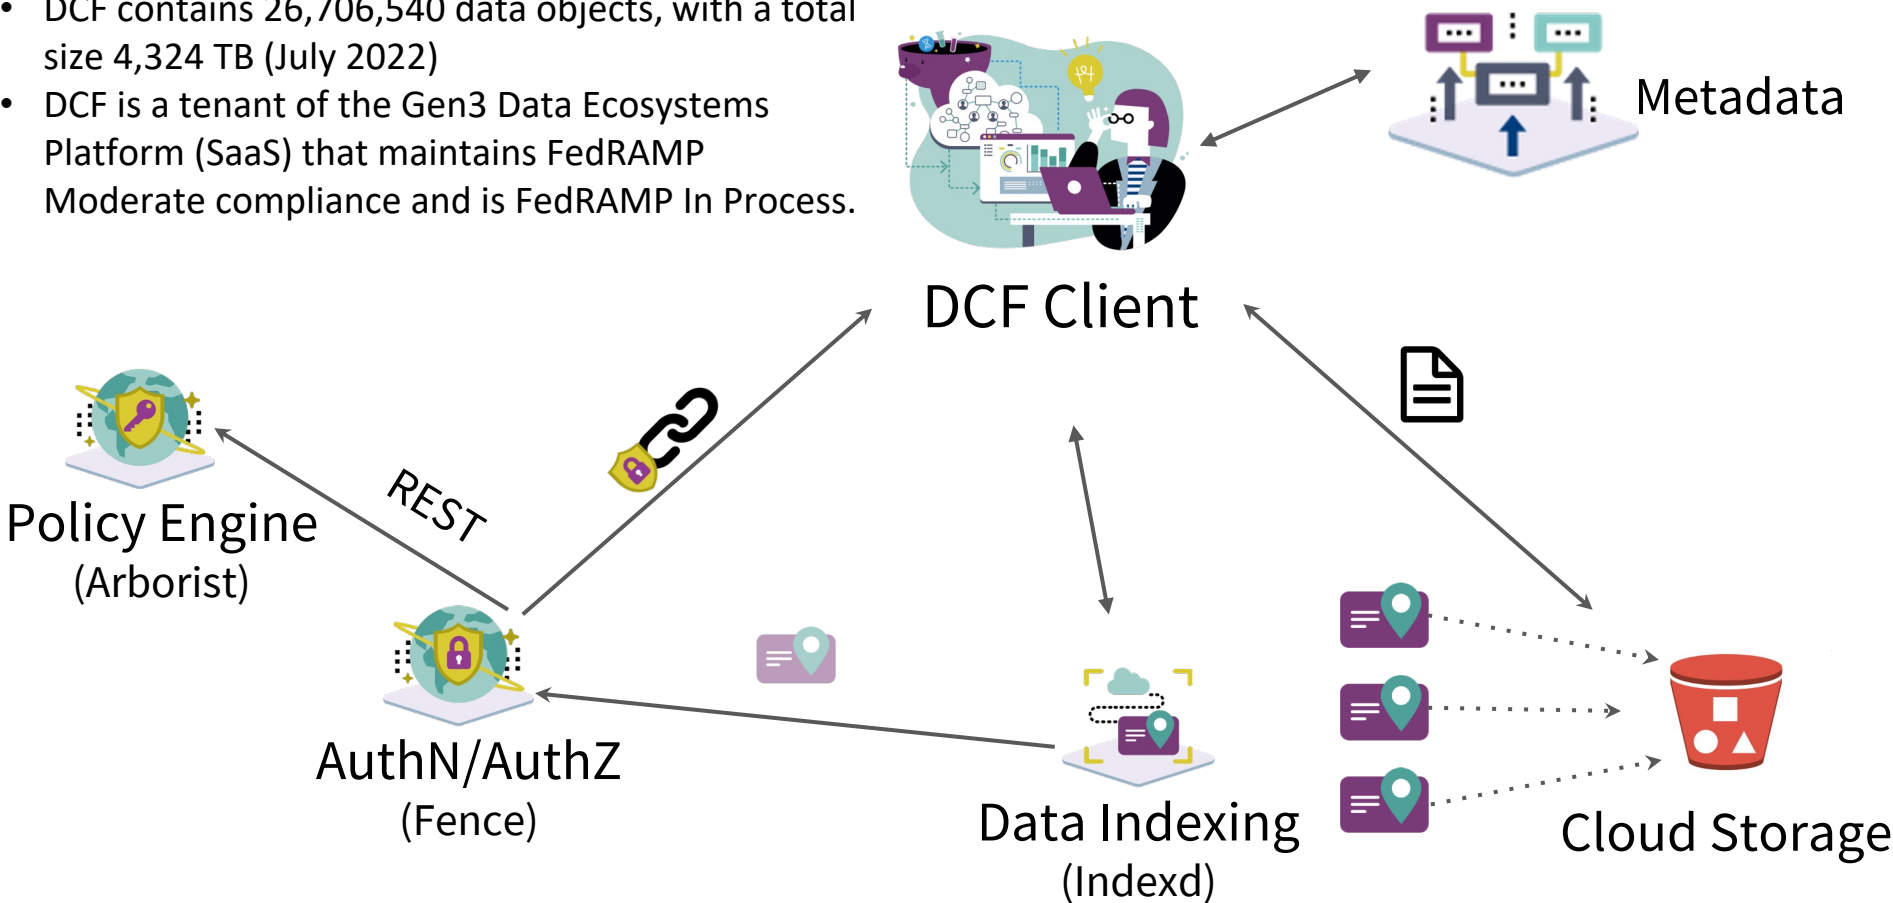 • DCF contains 26,706,540 data objects, with a total
size 4,324 TB (July 2022)
• DCF is a tenant of the Gen3 Data Ecosystems
Platform (SaaS) that maintains FedRAMP
Moderate compliance and is FedRAMP In Process.
Metadata
DCF Client
REST
Policy Engine
(Arborist)
AuthN/AuthZ
(Fence)
Data Indexing
(Indexd)
Cloud Storage